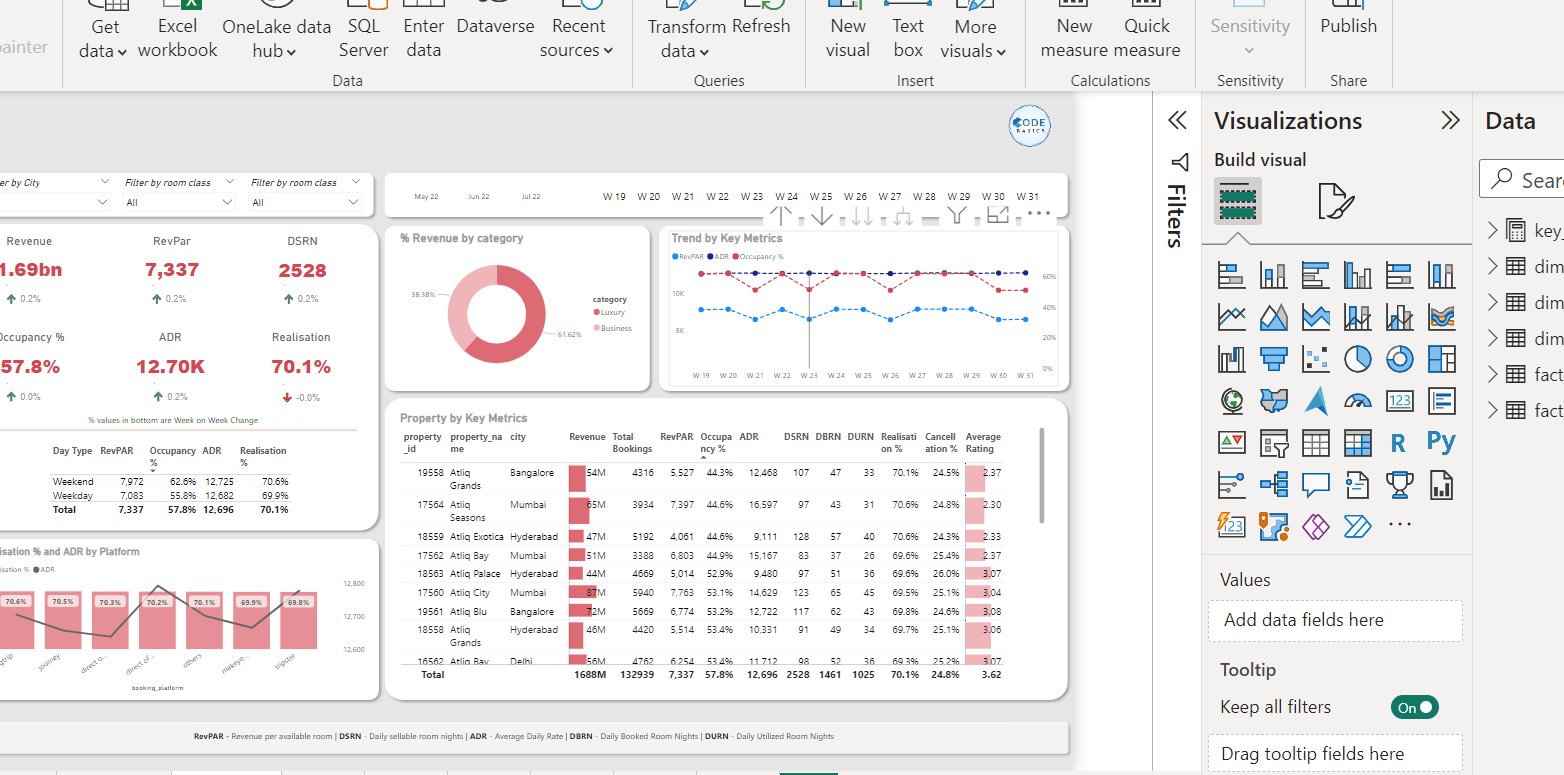 ainter
Get data
Excel workbook
OneLake data hub
SQL Server
Enter data
Dataverse
Recent sources
Transform data
Refresh
New visual
Text box
More visuals
New measure
Quick measure
Sensitivity
Publish
Data
Queries
Insert
Calculations
Sensitivity
Share
CODE
BASICS
er by City
Filter by room class
Filter by room class
All
All
May 22 Jun 22 Jul 22
W 19 W 20 W 21 W 22 W 23 W 24 W 25 W 26 W 27 W 28 W 29 W 30 W 31
Revenue RevPar DSRN
1.69bn 7,337 2528
0.2% 0.2% 0.2%
Occupancy % ADR Realisation
57.8% 12.70K 70.1%
0.0% 0.2% -0.0%
% values in bottom are Week on Week Change
Day Type RevPAR Occupancy % ADR Realisation %
Weekend 7,972 62.6% 12,725 70.6%
Weekday 7,083 55.8% 12,682 69.9%
Total 7,337 57.8% 12,696 70.1%
isation % and ADR by Platform
isation % ADR
70.6% 70.5% 70.3% 70.2% 70.1% 69.9% 69.8%
12,800
12,700
12,600
gtrip journey direct o... direct of... others makeyo... tripster
booking_platform
% Revenue by category
38.38%
61.62%
category
Luxury
Business
Trend by Key Metrics
RevPAR ADR Occupancy %
10K
5K
60%
40%
20%
0%
W 19 W 20 W 21 W 22 W 23 W 24 W 25 W 26 W 27 W 28 W 29 W 30 W 31
Property by Key Metrics
property_id property_name city Revenue Total Bookings RevPAR Occupancy % ADR DSRN DBRN DURN Realisation % Cancellation % Average Rating
19558 Atliq Grands Bangalore 54M 4316 5,527 44.3% 12,468 107 47 33 70.1% 24.5% 2.37
17564 Atliq Seasons Mumbai 65M 3934 7,397 44.6% 16,597 97 43 31 70.6% 24.8% 2.30
18559 Atliq Exotica Hyderabad 47M 5192 4,061 44.6% 9,111 128 57 40 70.6% 24.3% 2.33
17562 Atliq Bay Mumbai 51M 3388 6,803 44.9% 15,167 83 37 26 69.6% 25.4% 2.37
18563 Atliq Palace Hyderabad 44M 4669 5,014 52.9% 9,480 97 51 36 69.6% 26.0% 3.07
17560 Atliq City Mumbai 87M 5940 7,763 53.1% 14,629 123 65 45 69.5% 25.1% 3.04
19561 Atliq Blu Bangalore 72M 5669 6,774 53.2% 12,722 117 62 43 69.8% 24.6% 3.08
18558 Atliq Grands Hyderabad 46M 4420 5,514 53.4% 10,331 91 49 34 69.7% 25.1% 3.06
16562 Atliq Bay Delhi 56M 4762 6,254 53.4% 11,712 98 52 36 69.3% 25.2% 3.07
Total 1688M 132939 7,337 57.8% 12,696 2528 1461 1025 70.1% 24.8% 3.62
RevPAR - Revenue per available room | DSRN - Daily sellable room nights | ADR - Average Daily Rate | DBRN - Daily Booked Room Nights | DURN - Daily Utilized Room Nights
Filters
Visualizations
Build visual
123
R
Py
123
Values
Add data fields here
Tooltip
Keep all filters
On
Drag tooltip fields here
Data
Sear
key_
dim
dim
dim
fact
fact